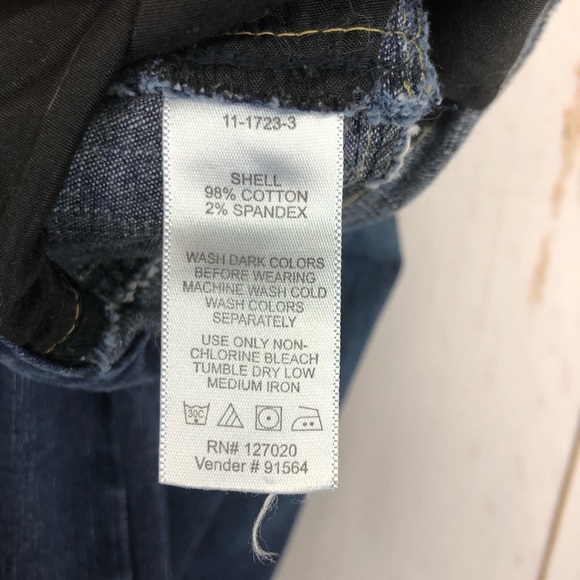 11-1723-3
SHELL
98% COTTON
2% SPANDEX
WASH DARK COLORS
BEFORE WEARING
MACHINE WASH COLD
WASH COLORS
SEPARATELY
USE ONLY NON-
CHLORINE BLEACH
TUMBLE DRY LOW
MEDIUM IRON
30C
RN# 127020
Vender # 91564